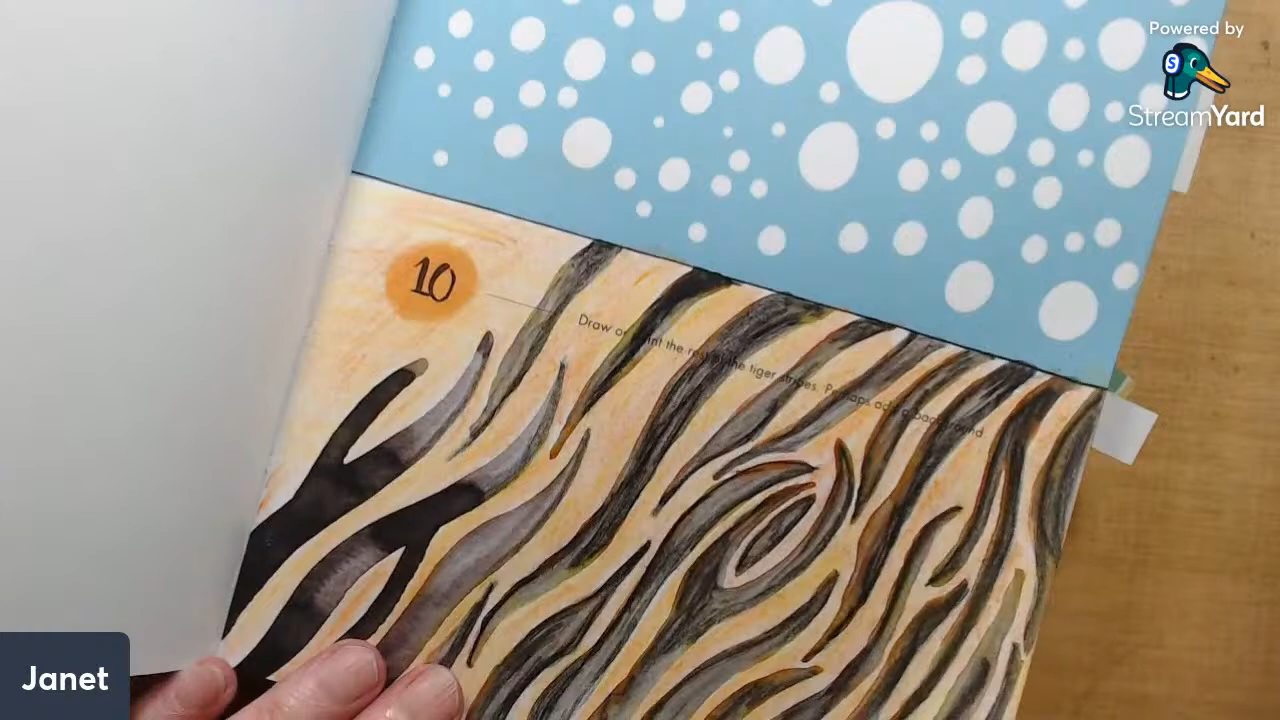 Powered by
StreamYard
10
Draw or paint the rest of the tiger stripes. Perhaps add a background
Janet